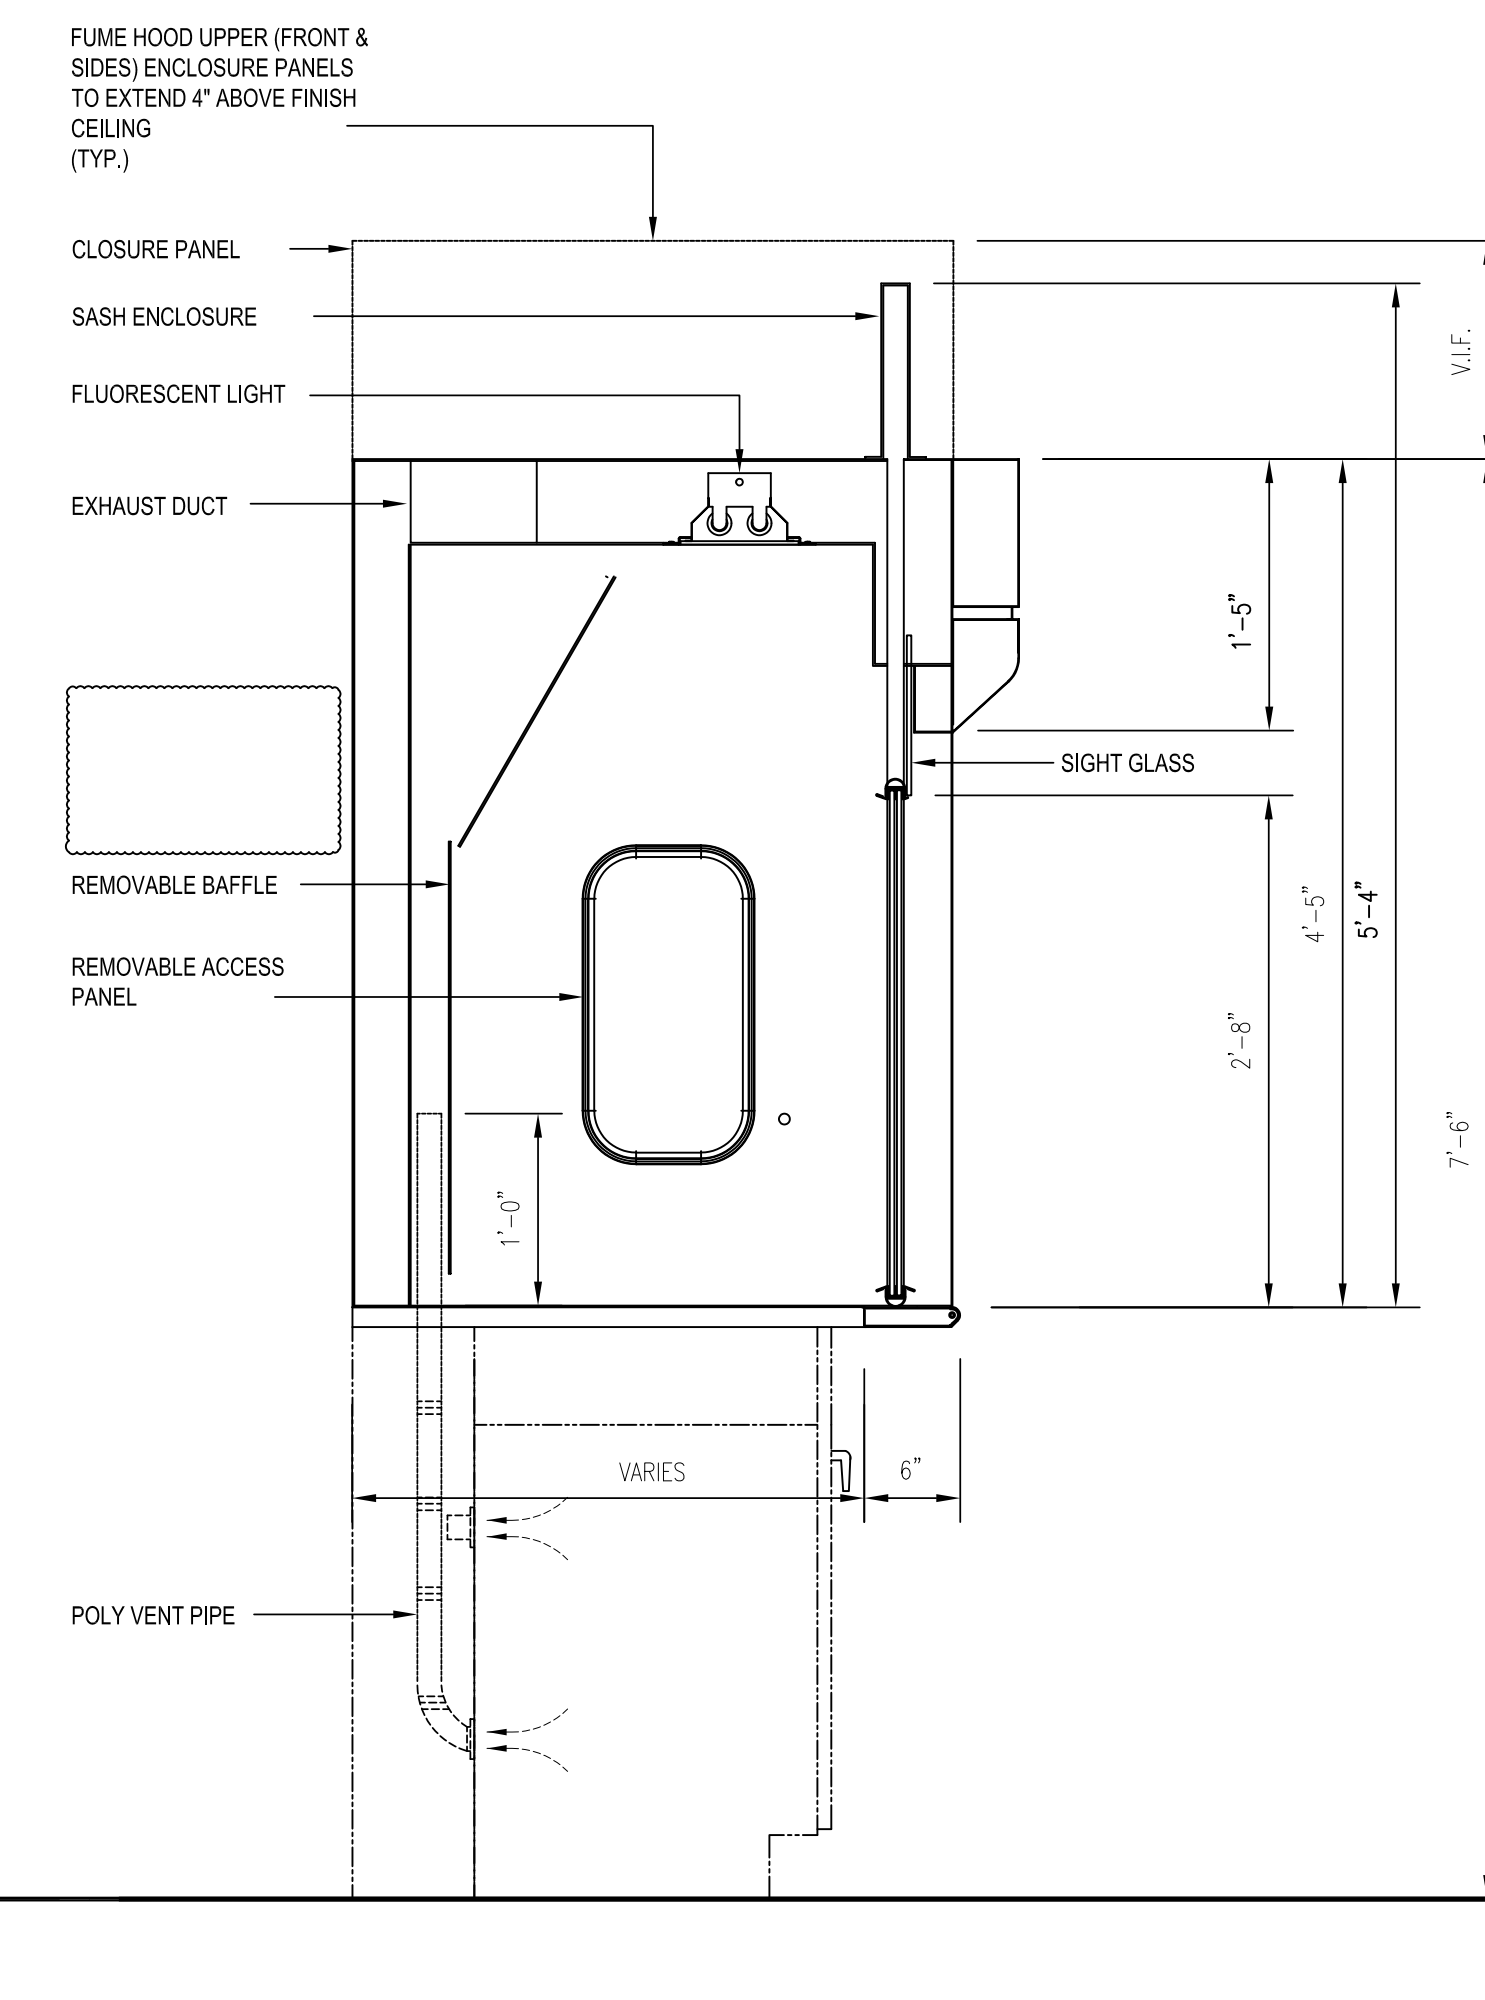 FUME HOOD UPPER (FRONT &
SIDES) ENCLOSURE PANELS
TO EXTEND 4" ABOVE FINISH
CEILING
(TYP.)
CLOSURE PANEL
SASH ENCLOSURE
FLUORESCENT LIGHT
EXHAUST DUCT
REMOVABLE BAFFLE
REMOVABLE ACCESS
PANEL
POLY VENT PIPE
SIGHT GLASS
V.I.F.
1'-5"
4'-5"
5'-4"
2'-8"
7'-6"
1'-0"
VARIES
6"